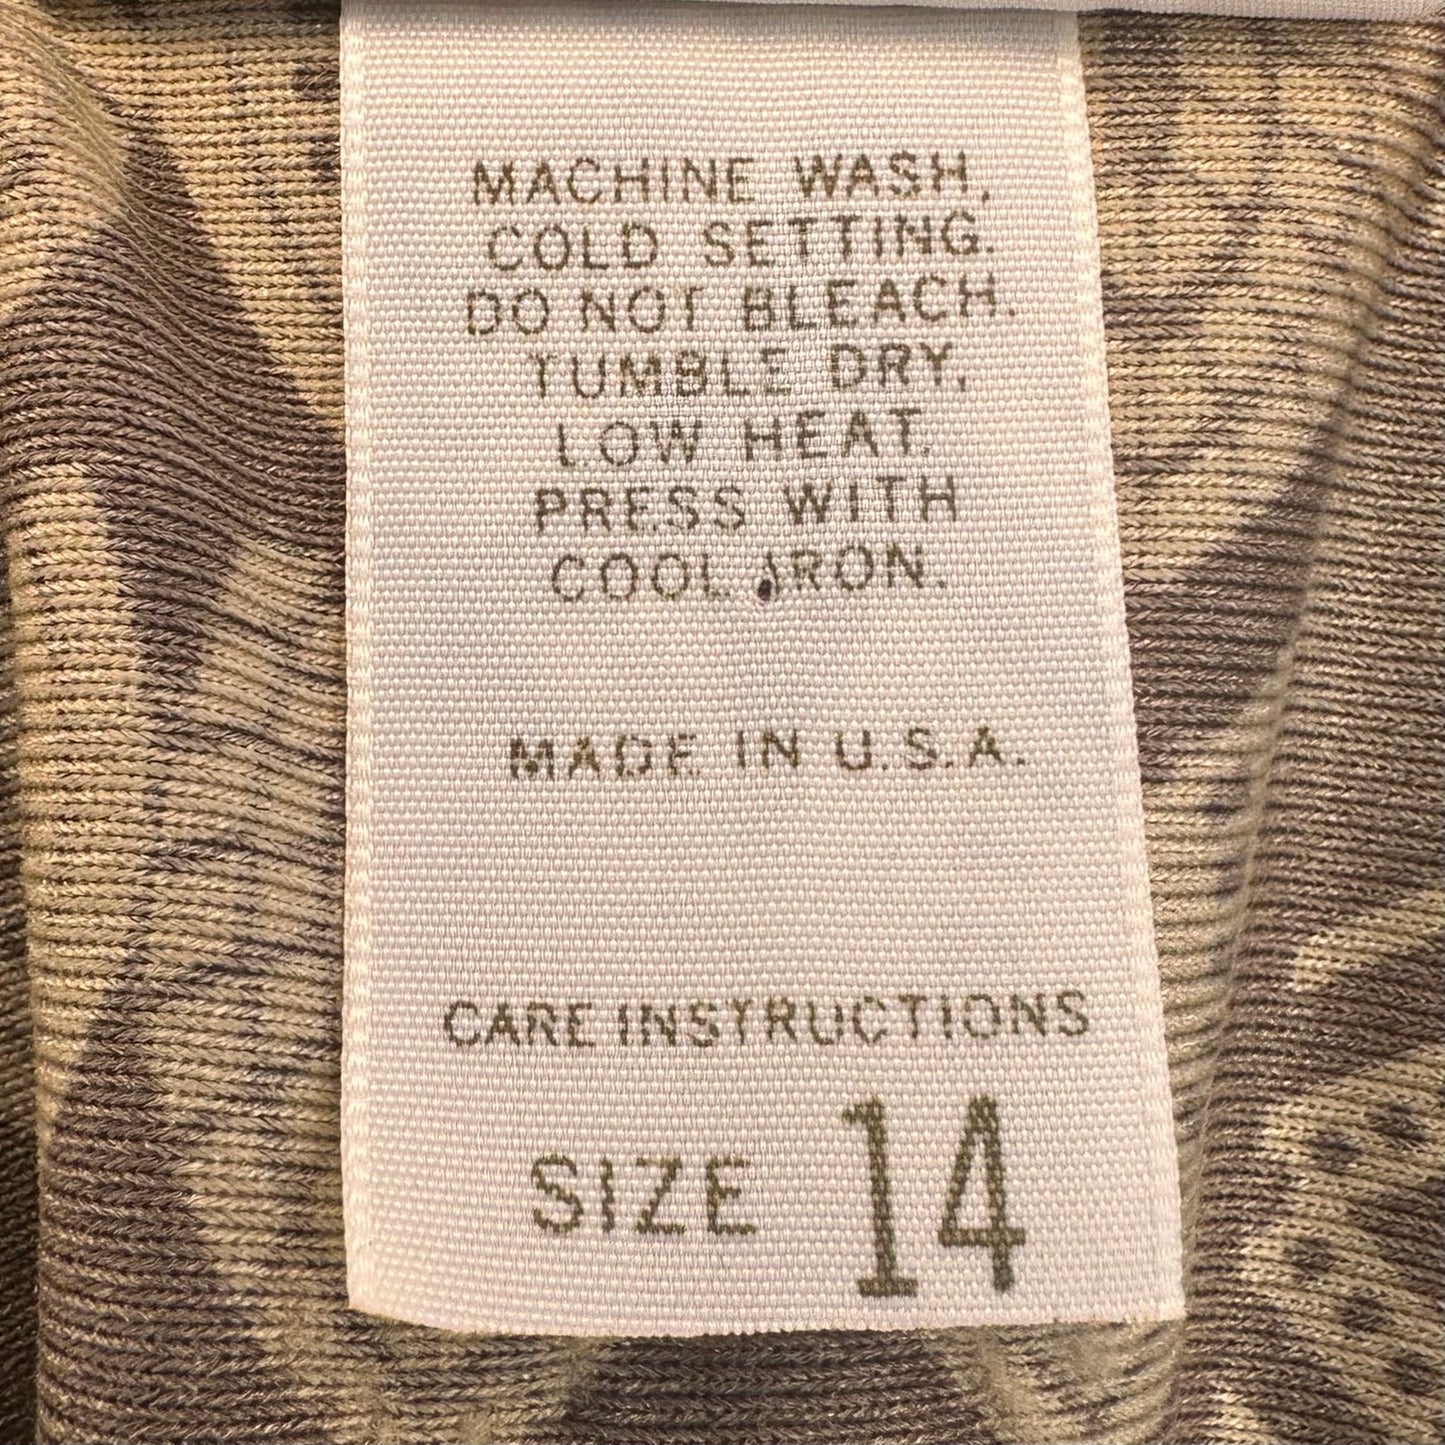 MACHINE WASH,
COLD SETTING.
DO NOT BLEACH.
TUMBLE DRY,
LOW HEAT.
PRESS WITH
COOL IRON.
MADE IN U.S.A.
CARE INSTRUCTIONS
SIZE 14